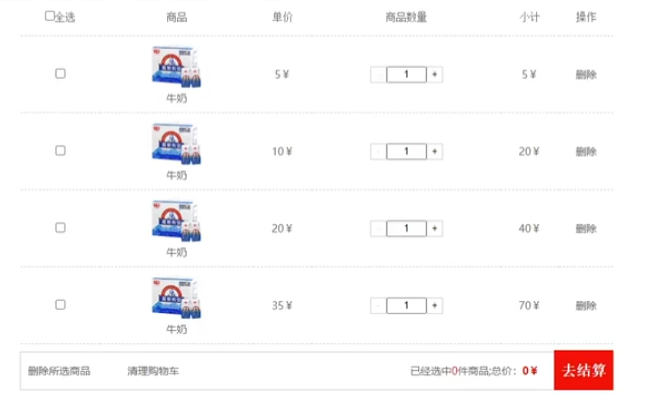 全选 商品 单价 商品数量 小计 操作
5¥ - 1 + 5¥ 删除
牛奶
10¥ - 1 + 20¥ 删除
牛奶
20¥ - 1 + 40¥ 删除
牛奶
35¥ - 1 + 70¥ 删除
牛奶
删除所选商品 清理购物车 已经选中0件商品;总价：0¥ 去结算